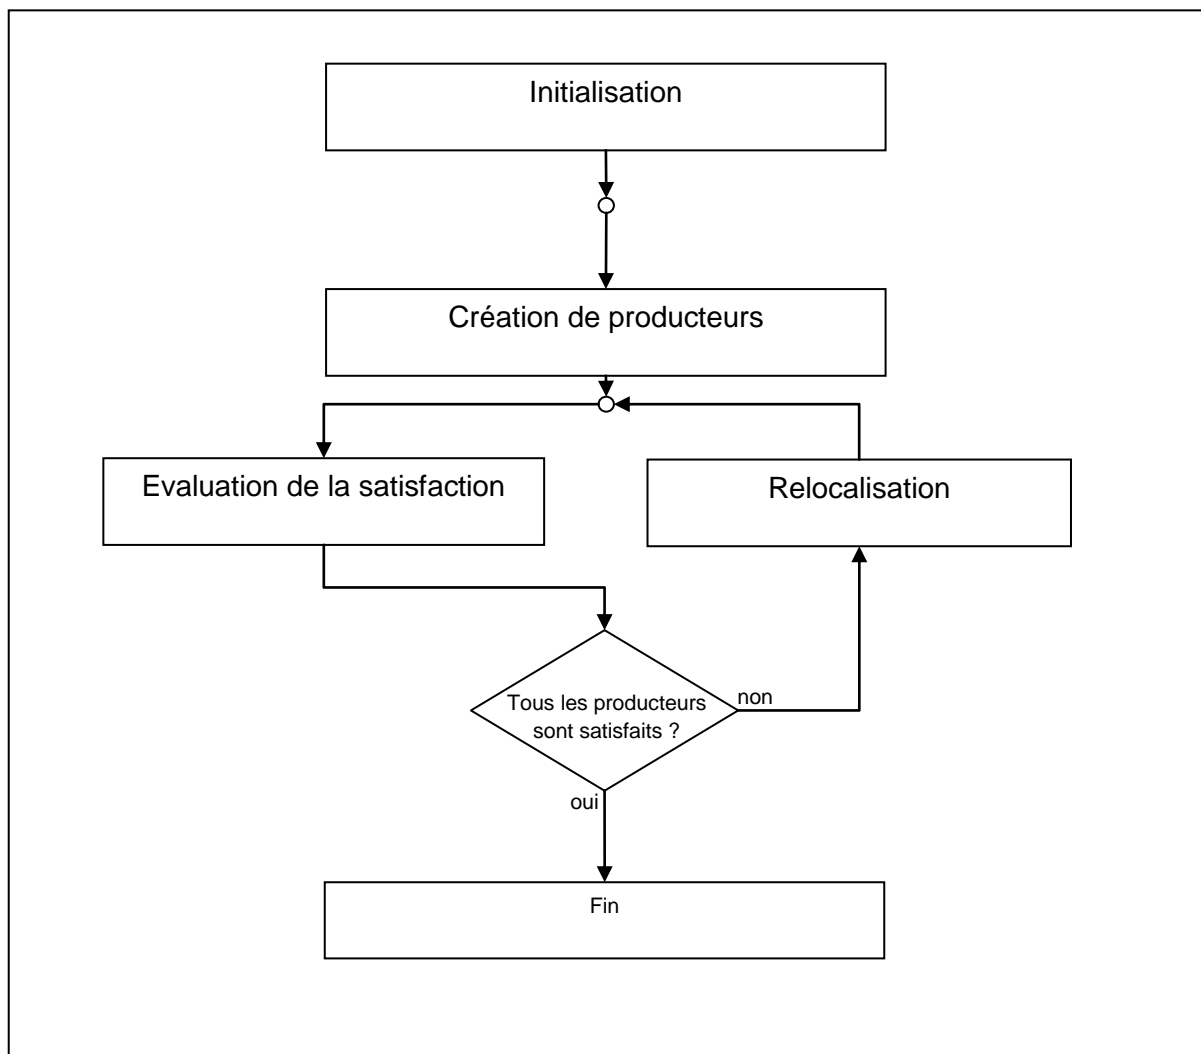 Initialisation
Création de producteurs
Evaluation de la satisfaction
Relocalisation
Tous les producteurs
sont satisfaits ?
non
oui
Fin